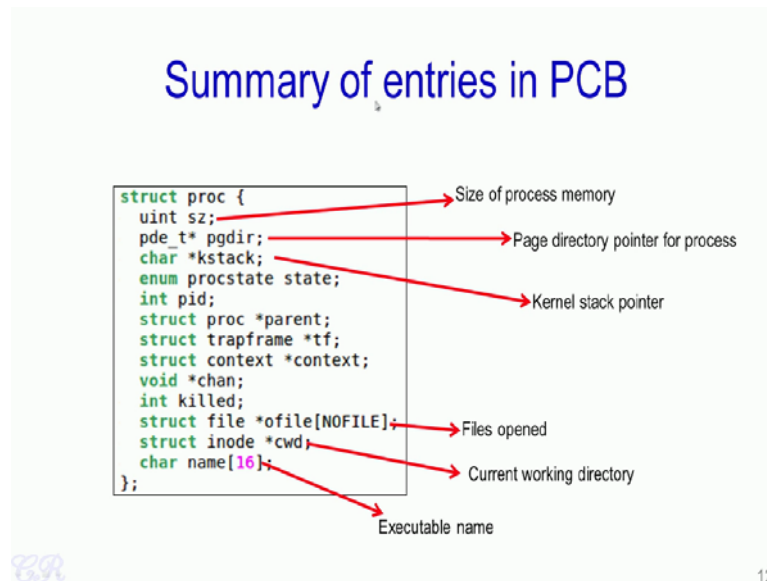 Summary of entries in PCB
struct proc {
uint sz;
pde_t* pgdir;
char *kstack;
enum procstate state;
int pid;
struct proc *parent;
struct trapframe *tf;
struct context *context;
void *chan;
int killed;
struct file *ofile[NOFILE];
struct inode *cwd;
char name[16];
};
Size of process memory
Page directory pointer for process
Kernel stack pointer
Files opened
Current working directory
Executable name
CR